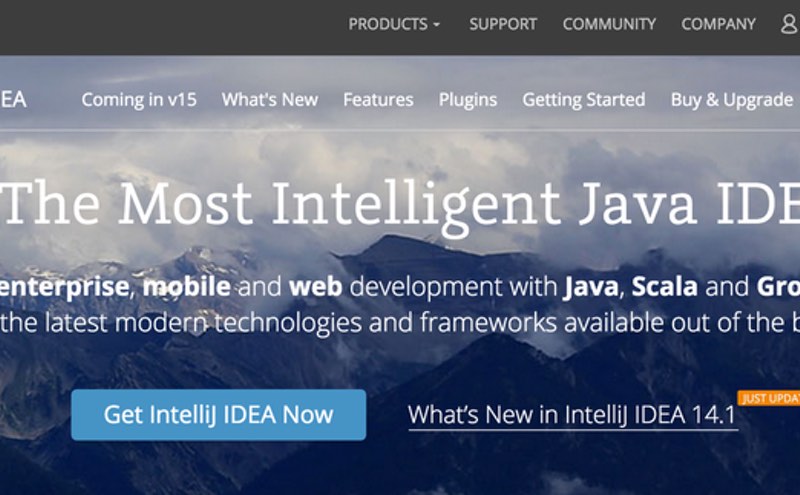 PRODUCTS SUPPORT COMMUNITY COMPANY
EA Coming in v15 What's New Features Plugins Getting Started Buy & Upgrade
The Most Intelligent Java IDE
enterprise, mobile and web development with Java, Scala and Gro
the latest modern technologies and frameworks available out of the b
JUST UPDA
Get IntelliJ IDEA Now What's New in IntelliJ IDEA 14.1